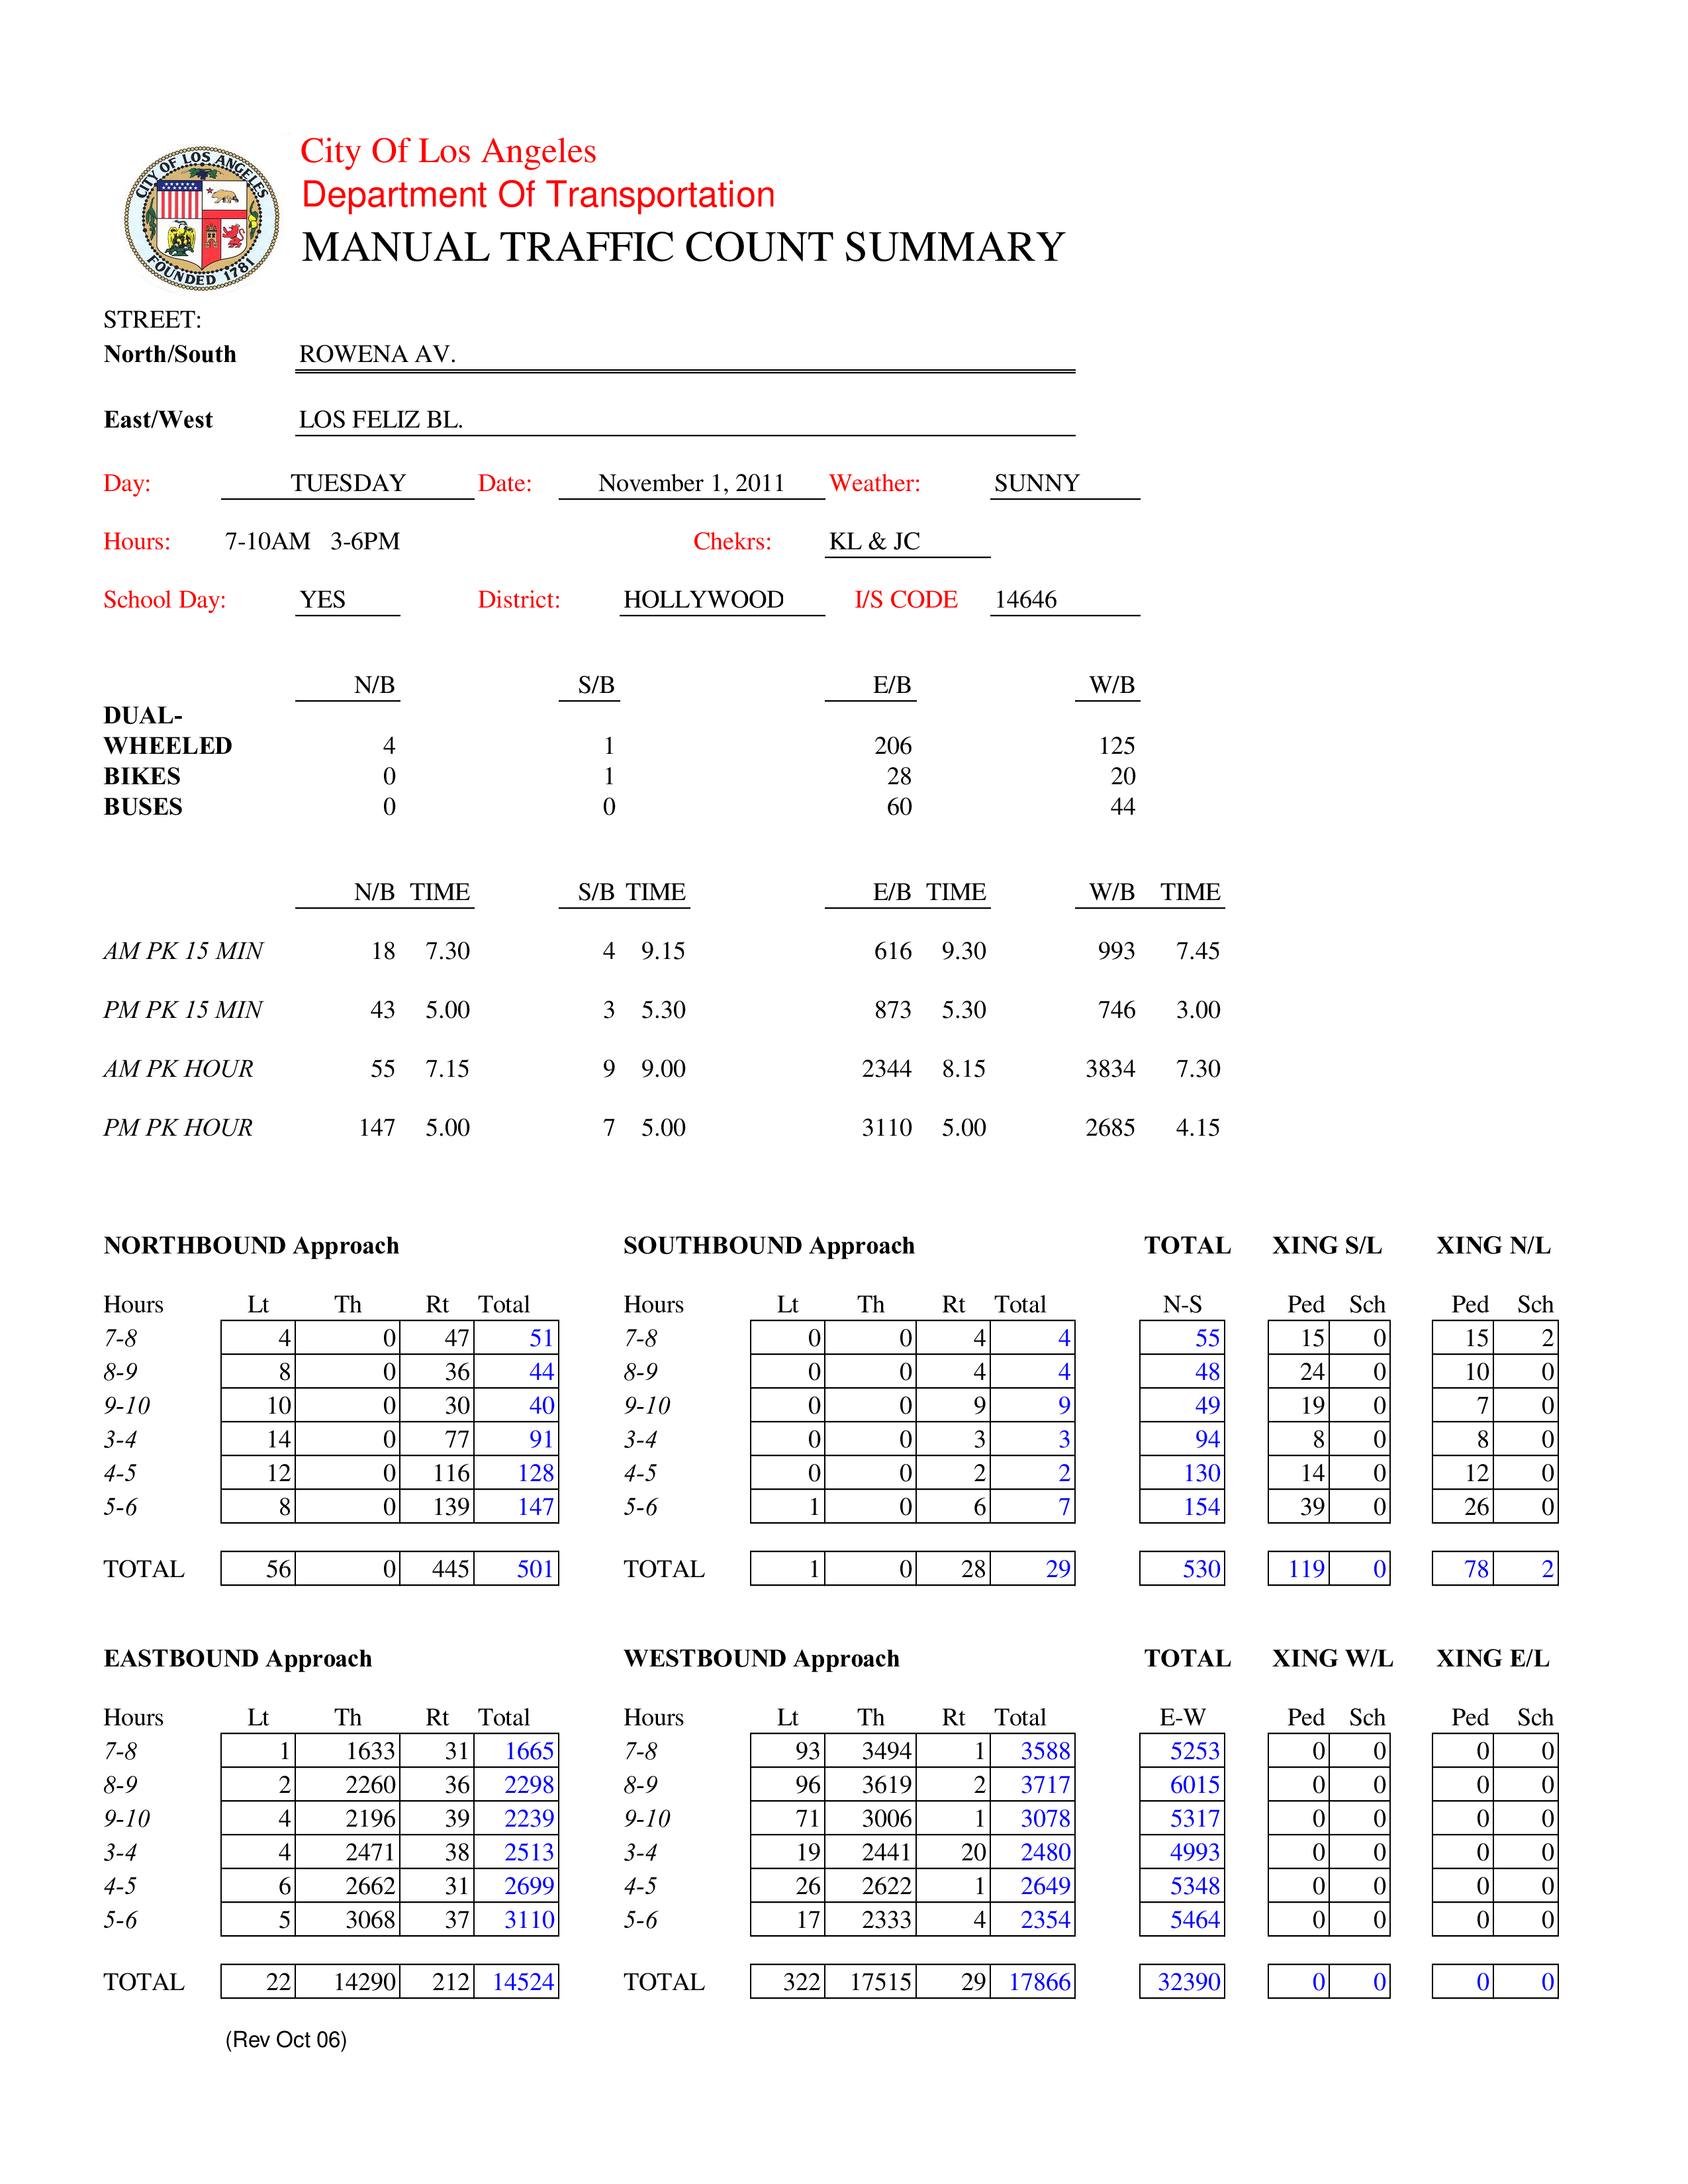 CITY OF LOS ANGELES
FOUNDED 1781
City Of Los Angeles
Department Of Transportation
MANUAL TRAFFIC COUNT SUMMARY
STREET:
North/South ROWENA AV.
East/West LOS FELIZ BL.
Day: TUESDAY Date: November 1, 2011 Weather: SUNNY
Hours: 7-10AM 3-6PM Chekrs: KL & JC
School Day: YES District: HOLLYWOOD I/S CODE 14646
N/B S/B E/B W/B
DUAL-
WHEELED 4 1 206 125
BIKES 0 1 28 20
BUSES 0 0 60 44
N/B TIME S/B TIME E/B TIME W/B TIME
AM PK 15 MIN 18 7.30 4 9.15 616 9.30 993 7.45
PM PK 15 MIN 43 5.00 3 5.30 873 5.30 746 3.00
AM PK HOUR 55 7.15 9 9.00 2344 8.15 3834 7.30
PM PK HOUR 147 5.00 7 5.00 3110 5.00 2685 4.15
NORTHBOUND Approach SOUTHBOUND Approach TOTAL XING S/L XING N/L
Hours Lt Th Rt Total Hours Lt Th Rt Total N-S Ped Sch Ped Sch
7-8 4 0 47 51 7-8 0 0 4 4 55 15 0 15 2
8-9 8 0 36 44 8-9 0 0 4 4 48 24 0 10 0
9-10 10 0 30 40 9-10 0 0 9 9 49 19 0 7 0
3-4 14 0 77 91 3-4 0 0 3 3 94 8 0 8 0
4-5 12 0 116 128 4-5 0 0 2 2 130 14 0 12 0
5-6 8 0 139 147 5-6 1 0 6 7 154 39 0 26 0
TOTAL 56 0 445 501 TOTAL 1 0 28 29 530 119 0 78 2
EASTBOUND Approach WESTBOUND Approach TOTAL XING W/L XING E/L
Hours Lt Th Rt Total Hours Lt Th Rt Total E-W Ped Sch Ped Sch
7-8 1 1633 31 1665 7-8 93 3494 1 3588 5253 0 0 0 0
8-9 2 2260 36 2298 8-9 96 3619 2 3717 6015 0 0 0 0
9-10 4 2196 39 2239 9-10 71 3006 1 3078 5317 0 0 0 0
3-4 4 2471 38 2513 3-4 19 2441 20 2480 4993 0 0 0 0
4-5 6 2662 31 2699 4-5 26 2622 1 2649 5348 0 0 0 0
5-6 5 3068 37 3110 5-6 17 2333 4 2354 5464 0 0 0 0
TOTAL 22 14290 212 14524 TOTAL 322 17515 29 17866 32390 0 0 0 0
(Rev Oct 06)